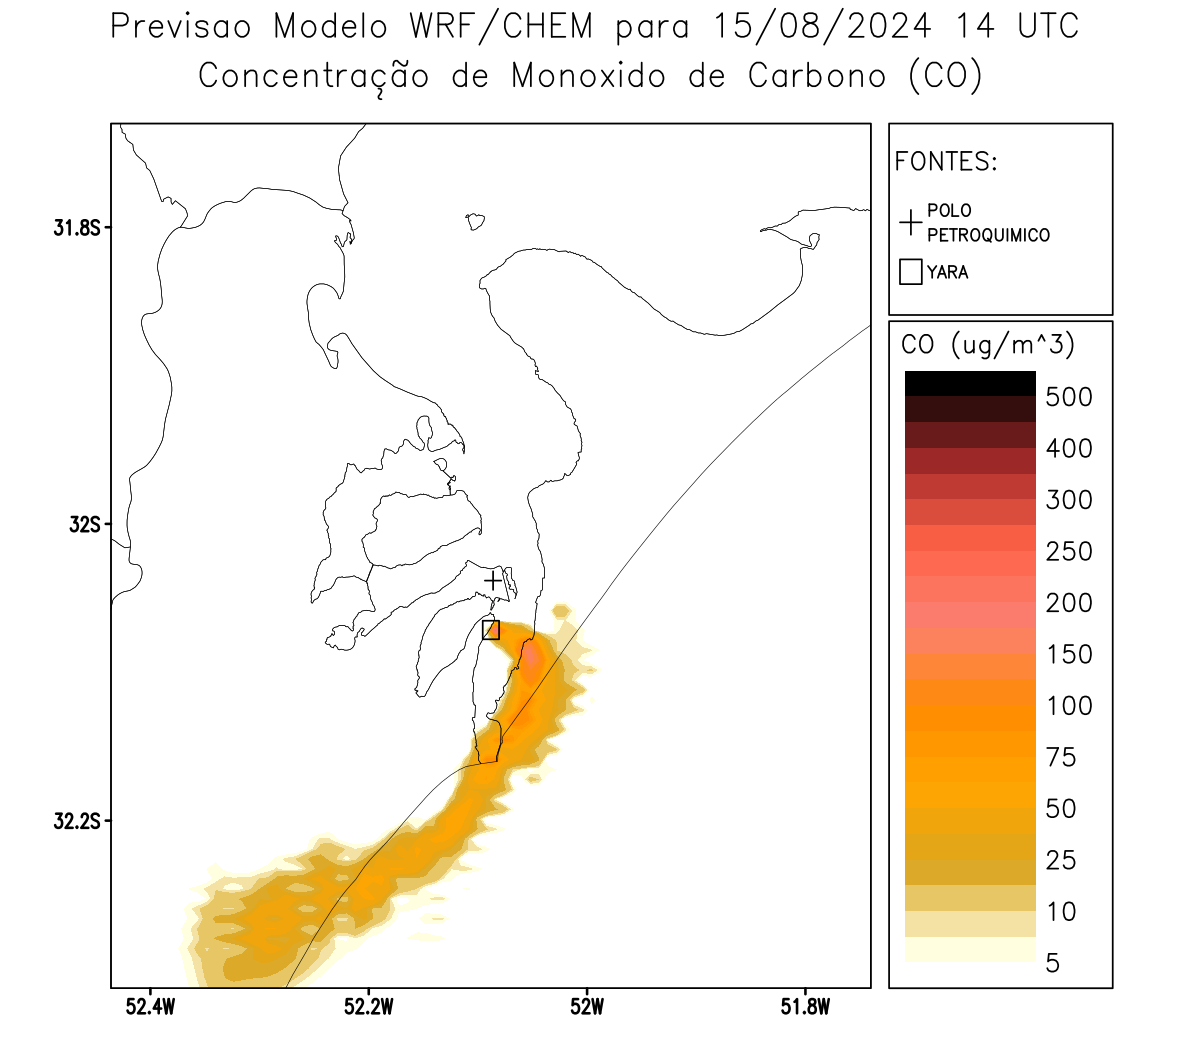 Previsao Modelo WRF/CHEM para 15/08/2024 14 UTC
Concentração de Monoxido de Carbono (CO)
FONTES:
POLO
PETROQUIMICO
YARA
CO (ug/m^3)
500
400
300
250
200
150
100
75
50
25
10
5
31.8S
32S
32.2S
52.4W
52.2W
52W
51.8W